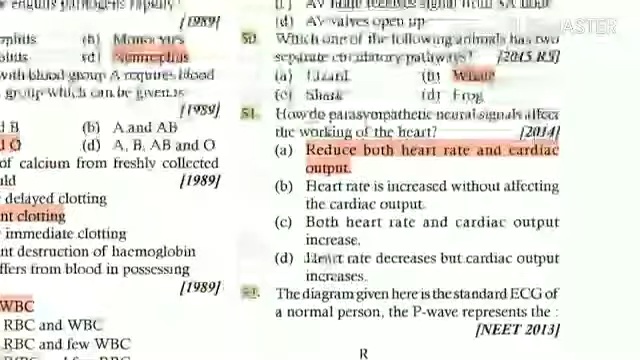 [1989]
(b)
(d)
with blood group A requires blood
group which can be given is
[1989]
B (b) A and AB
O (d) A, B, AB and O
of calcium from freshly collected
[1989]
delayed clotting
clotting
immediate clotting
destruction of haemoglobin
from blood in possessing
[1989]
WBC
RBC and WBC
RBC and few WBC
(d) AV valves open up
50. Which one of the following animals has two
separate circulatory pathways? [2015 RS]
(a) Lizard (b) Whale
(c) Shark (d) Frog
51. How do parasympathetic neural signals affect
the working of the heart? [2014]
(a) Reduce both heart rate and cardiac
output.
(b) Heart rate is increased without affecting
the cardiac output.
(c) Both heart rate and cardiac output
increase.
(d) Heart rate decreases but cardiac output
increases.
The diagram given here is the standard ECG of
a normal person, the P-wave represents the :
[NEET 2013]
R